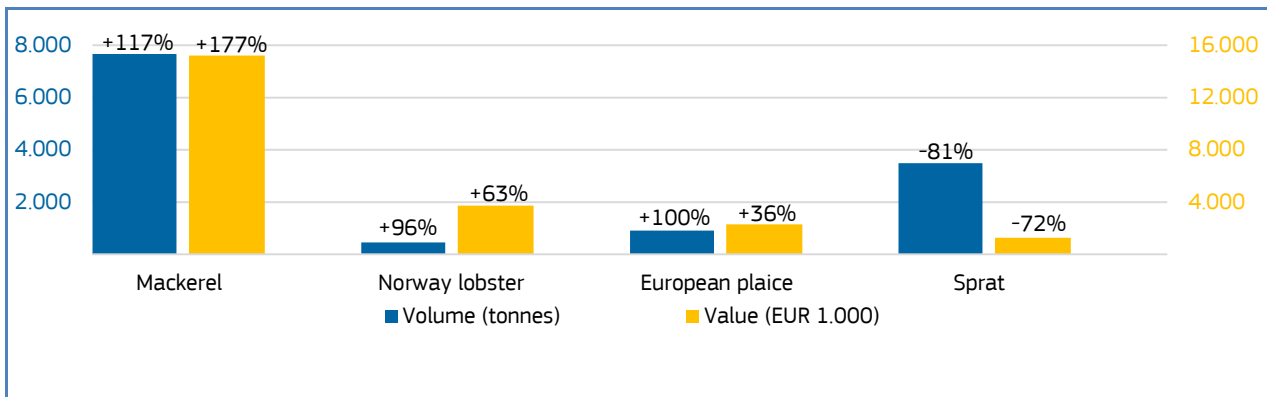 8.000 +117% +177% 16.000
6.000 12.000
4.000 -81% 8.000
2.000 +96% +63% +100% +36% -72% 4.000
Mackerel Norway lobster European plaice Sprat
Volume (tonnes) Value (EUR 1.000)